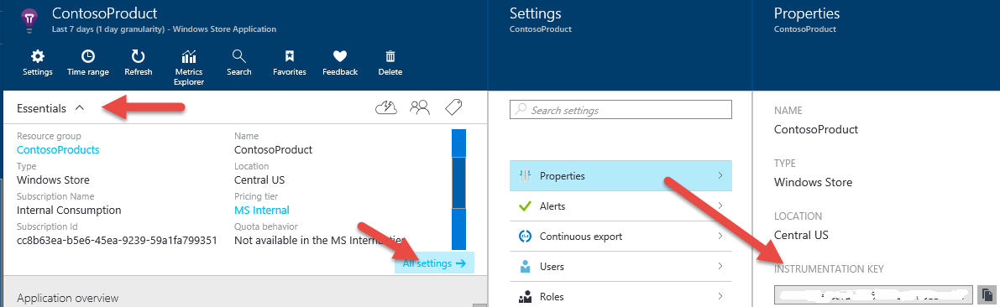 ContosoProduct
Last 7 days (1 day granularity) - Windows Store Application
Settings
Time range
Refresh
Metrics
Explorer
Search
Favorites
Feedback
Delete
Essentials
Resource group
ContosoProducts
Name
ContosoProduct
Type
Windows Store
Location
Central US
Subscription Name
Internal Consumption
Pricing tier
MS Internal
Subscription Id
cc8b63ea-b5e6-45ea-9239-59a1fa799351
Quota behavior
Not available in the MS Internal tier
All settings
Application overview
Settings
ContosoProduct
Search settings
Properties
Alerts
Continuous export
Users
Roles
Properties
ContosoProduct
NAME
ContosoProduct
TYPE
Windows Store
LOCATION
Central US
INSTRUMENTATION KEY